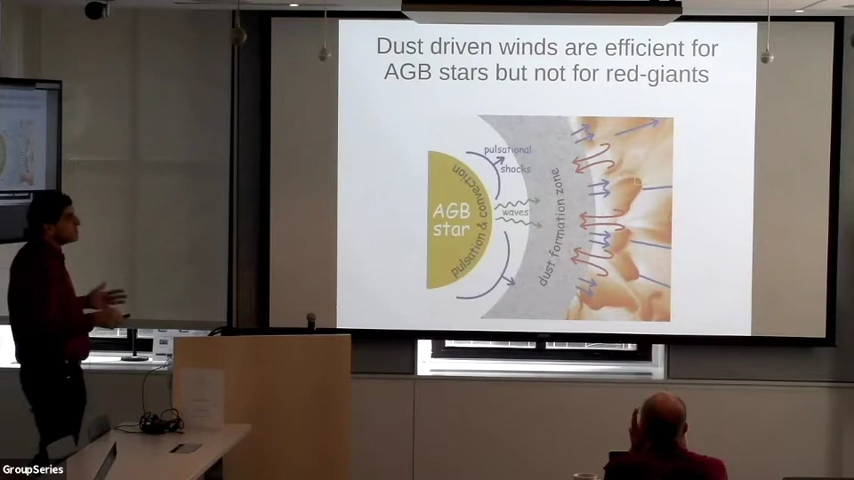 Dust driven winds are efficient for
AGB stars but not for red-giants
pulsational
shocks
pulsation & convection
AGB
star
waves
dust formation zone
GroupSeries